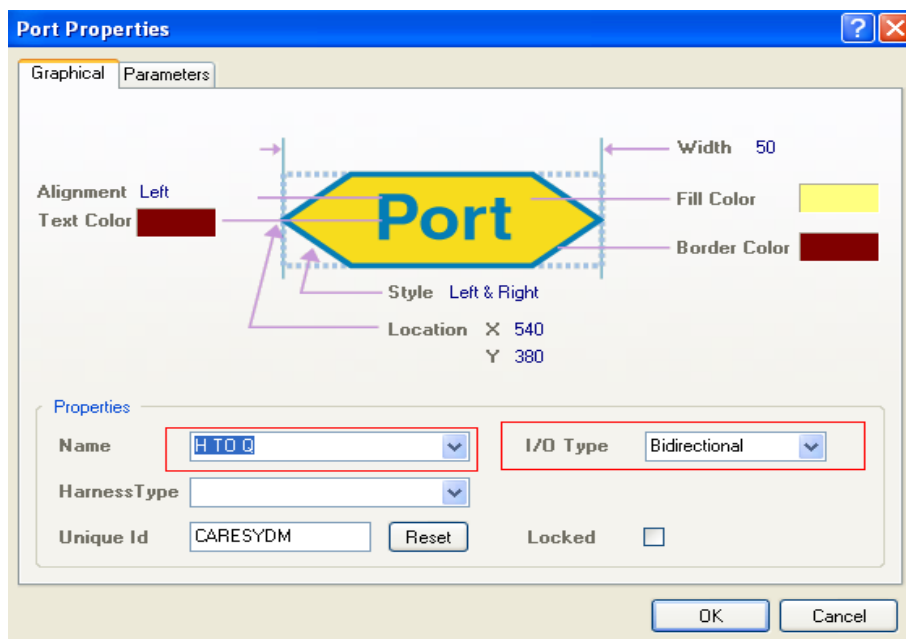 Port Properties
Graphical Parameters
Width 50
Alignment Left
Fill Color
Text Color
Port
Border Color
Style Left & Right
Location X 540
Y 380
Properties
Name H TO Q I/O Type Bidirectional
HarnessType
Unique Id CARESYDM Reset Locked
OK Cancel